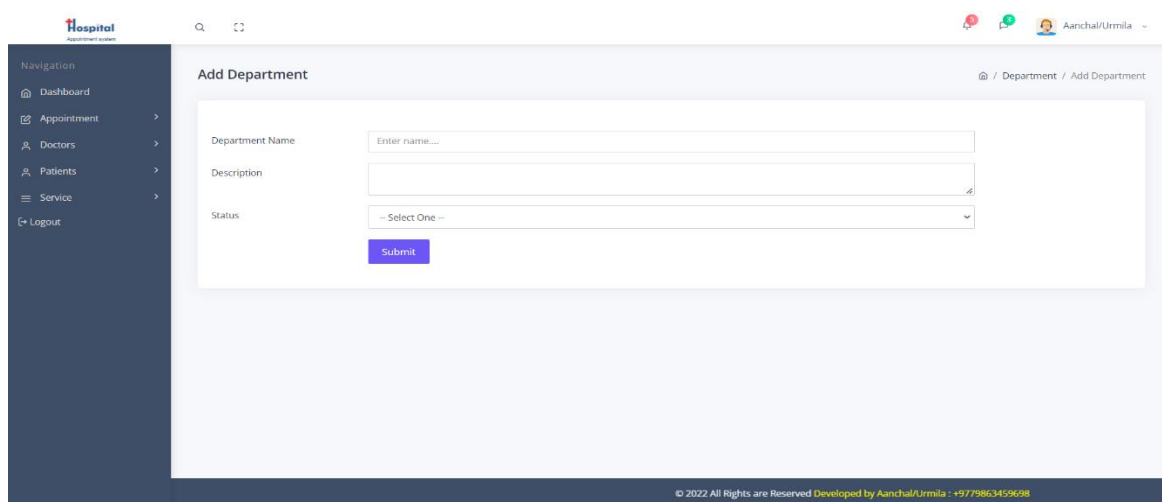 Hospital
Appointment system
Aanchal/Urmila
Navigation
Dashboard
Appointment
Doctors
Patients
Service
Logout
Add Department
/ Department / Add Department
Department Name
Enter name....
Description
Status
-- Select One --
Submit
© 2022 All Rights are Reserved Developed by Aanchal/Urmila : +9779863459698